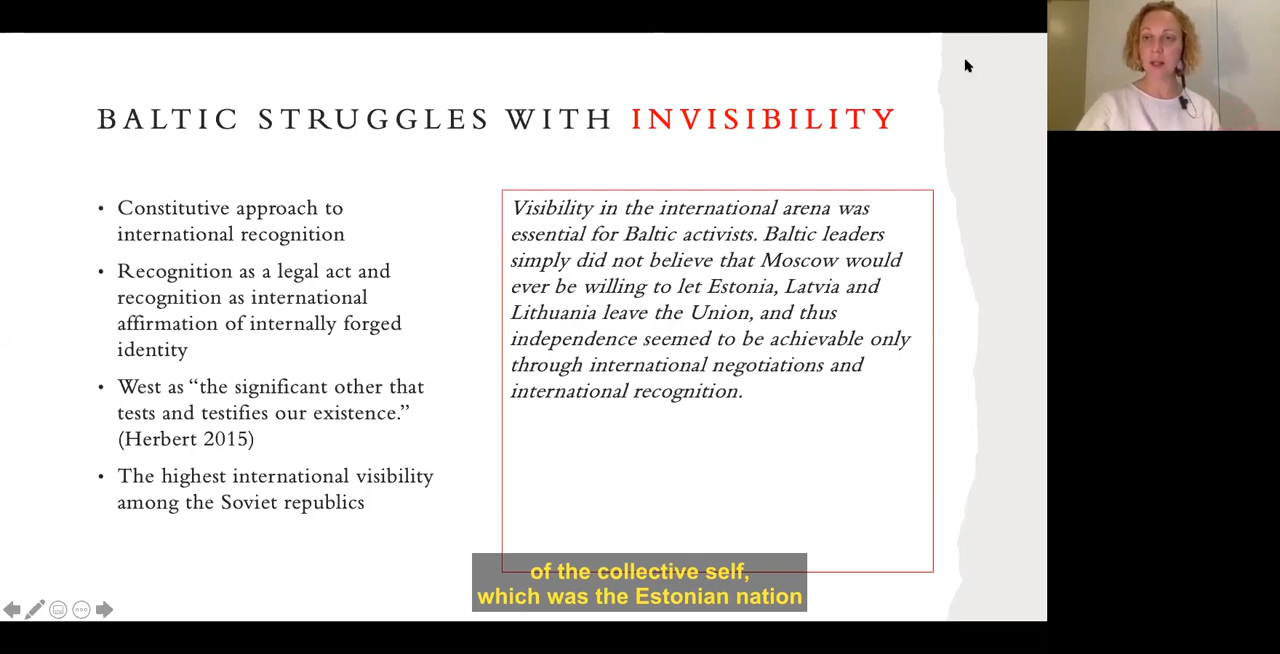 BALTIC STRUGGLES WITH INVISIBILITY
• Constitutive approach to
international recognition
• Recognition as a legal act and
recognition as international
affirmation of internally forged
identity
• West as “the significant other that
tests and testifies our existence.”
(Herbert 2015)
• The highest international visibility
among the Soviet republics
Visibility in the international arena was
essential for Baltic activists. Baltic leaders
simply did not believe that Moscow would
ever be willing to let Estonia, Latvia and
Lithuania leave the Union, and thus
independence seemed to be achievable only
through international negotiations and
international recognition.
of the collective self,
which was the Estonian nation